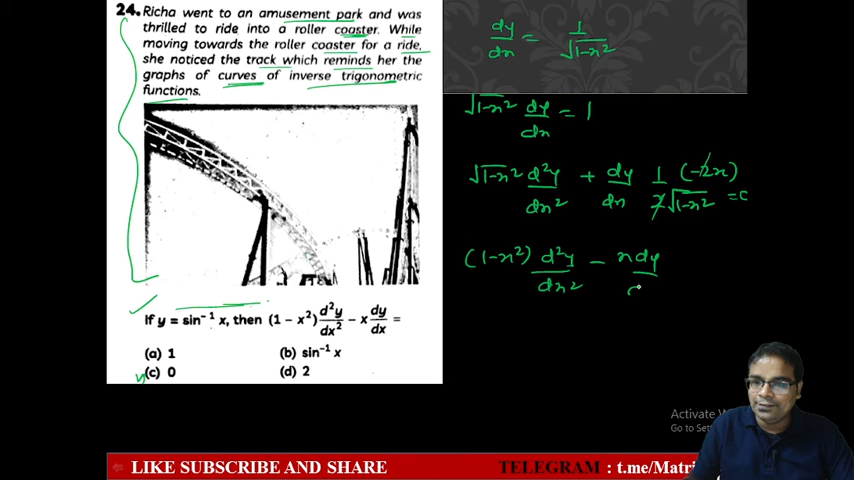 24. Richa went to an amusement park and was
thrilled to ride into a roller coaster. While
moving towards the roller coaster for a ride,
she noticed the track which reminds her the
graphs of curves of inverse trigonometric
functions.
If y = sin⁻¹ x, then (1 − x²) d²y/dx² − x dy/dx =
(a) 1 (b) sin⁻¹ x
(c) 0 (d) 2
dy/dx = 1/√1-x²
√1-x² dy/dx = 1
√1-x² d²y/dx² + dy/dx 1/2√1-x² (-2x) = 0
(1-x²) d²y/dx² - x dy
Activate
Go to Set
LIKE SUBSCRIBE AND SHARE TELEGRAM : t.me/Matri